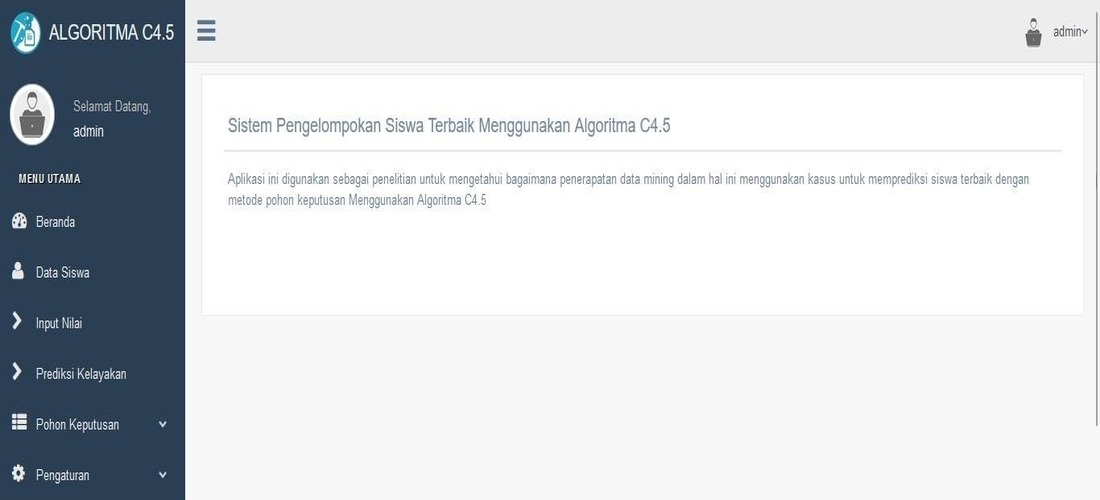 ALGORITMA C4.5
admin
Selamat Datang,
admin
MENU UTAMA
Beranda
Data Siswa
Input Nilai
Prediksi Kelayakan
Pohon Keputusan
Pengaturan
Sistem Pengelompokan Siswa Terbaik Menggunakan Algoritma C4.5
Aplikasi ini digunakan sebagai penelitian untuk mengetahui bagaimana penerapatan data mining dalam hal ini menggunakan kasus untuk memprediksi siswa terbaik dengan
metode pohon keputusan Menggunakan Algoritma C4.5